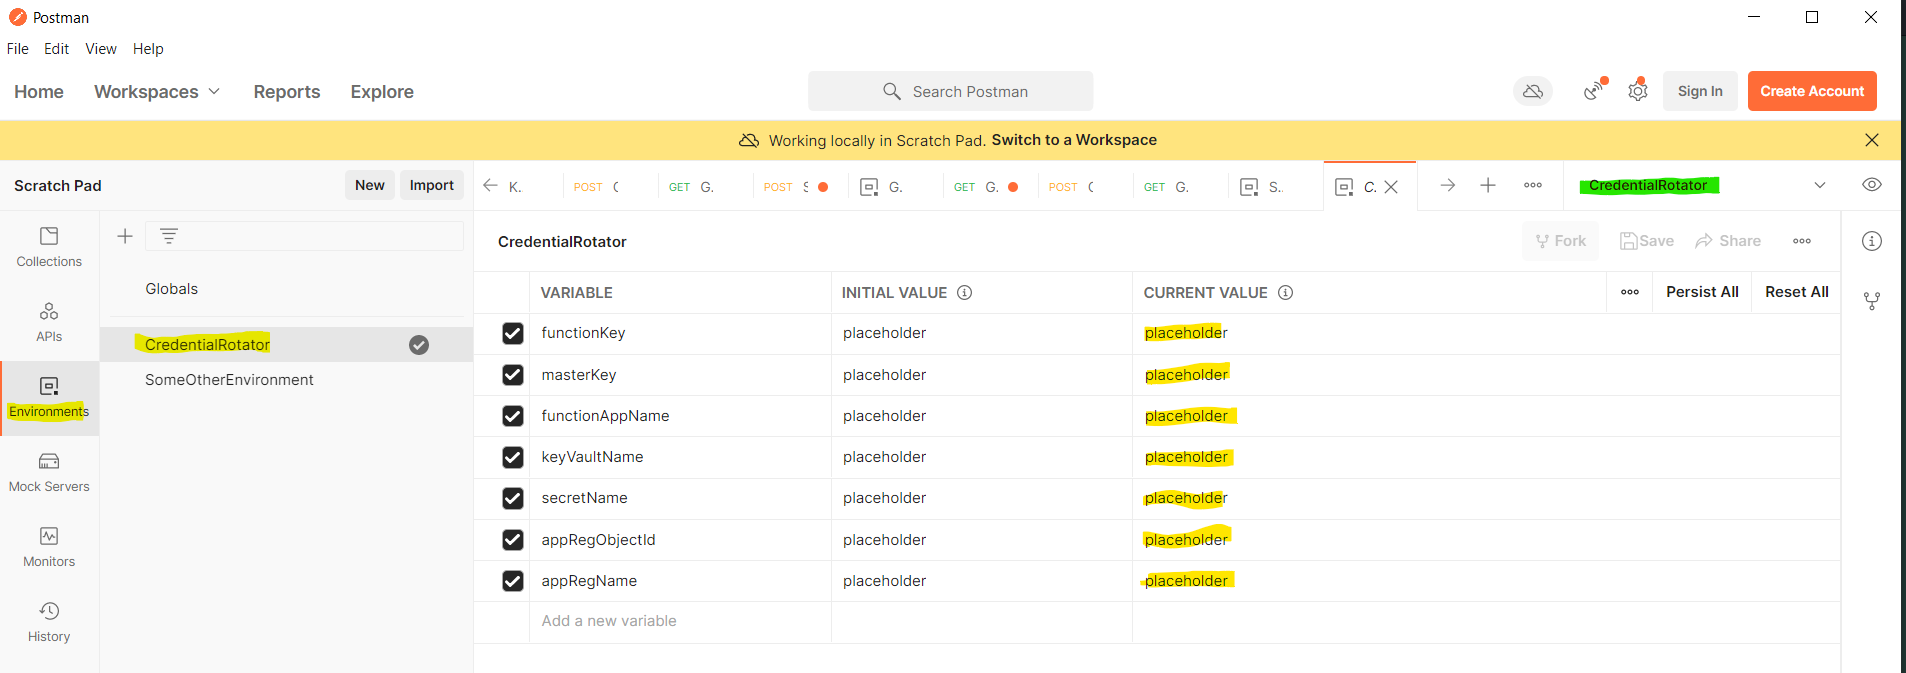 Postman
File Edit View Help
Home Workspaces Reports Explore Search Postman Sign In Create Account
Working locally in Scratch Pad. Switch to a Workspace
Scratch Pad New Import K. POST C GET G. POST S G. GET G. POST C GET G. S. C. CredentialRotator
Collections
APIs
Environments
Mock Servers
Monitors
History
Globals
CredentialRotator
SomeOtherEnvironment
CredentialRotator Fork Save Share
VARIABLE INITIAL VALUE CURRENT VALUE Persist All Reset All
functionKey placeholder placeholder
masterKey placeholder placeholder
functionAppName placeholder placeholder
keyVaultName placeholder placeholder
secretName placeholder placeholder
appRegObjectId placeholder placeholder
appRegName placeholder placeholder
Add a new variable